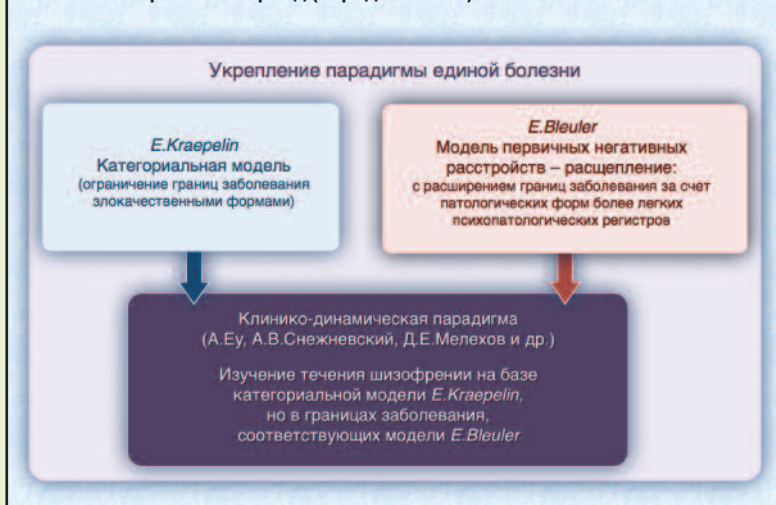 Укрепление парадигмы единой болезни
E.Kraepelin
Категориальная модель
(ограничение границ заболевания
злокачественными формами)
E.Bleuler
Модель первичных негативных
расстройств – расщепление:
с расширением границ заболевания за счет
патологических форм более легких
психопатологических регистров
Клинико-динамическая парадигма
(А.Еу, А.В.Снежневский, Д.Е.Мелехов и др.)
Изучение течения шизофрении на базе
категориальной модели E.Kraepelin,
но в границах заболевания,
соответствующих модели E.Bleuler